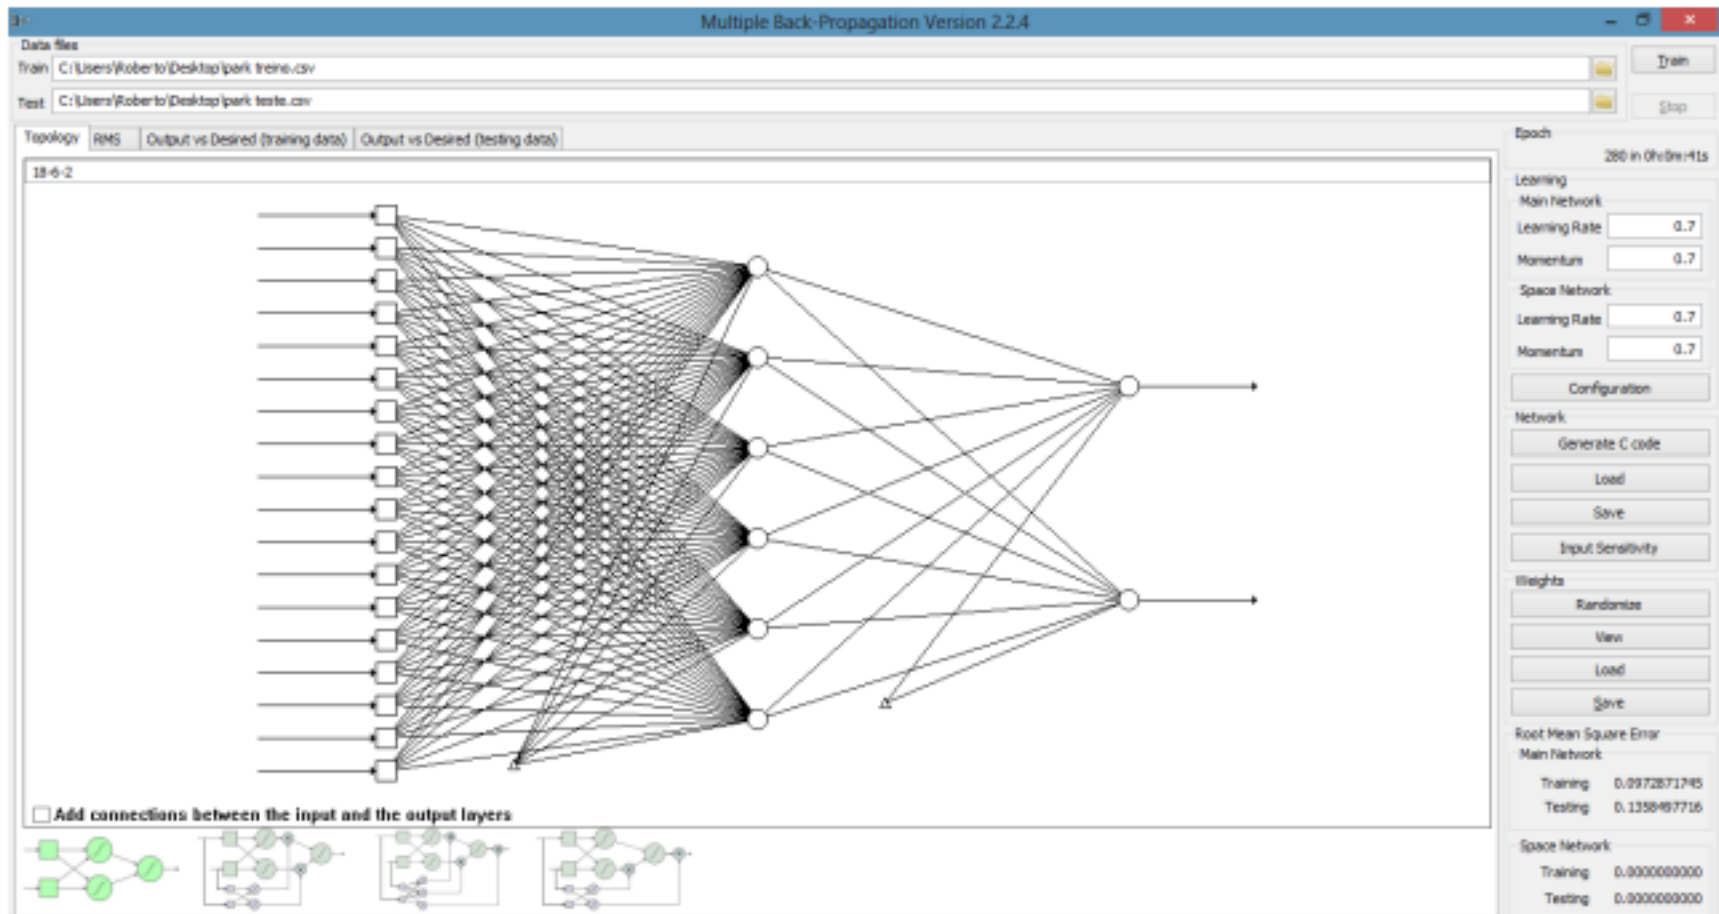 Multiple Back-Propagation Version 2.2.4
Data files
Train C:\Users\Roberto\Desktop\park treino.csv
Train
Test C:\Users\Roberto\Desktop\park teste.csv
Stop
Topology RMS Output vs Desired (training data) Output vs Desired (testing data)
18-6-2
Add connections between the input and the output layers
Epoch
280 in 0h:0m:41s
Learning
Main Network
Learning Rate 0.7
Momentum 0.7
Space Network
Learning Rate 0.7
Momentum 0.7
Configuration
Network
Generate C code
Load
Save
Input Sensitivity
Weights
Randomize
View
Load
Save
Root Mean Square Error
Main Network
Training 0.0972871745
Testing 0.1358497716
Space Network
Training 0.0000000000
Testing 0.0000000000